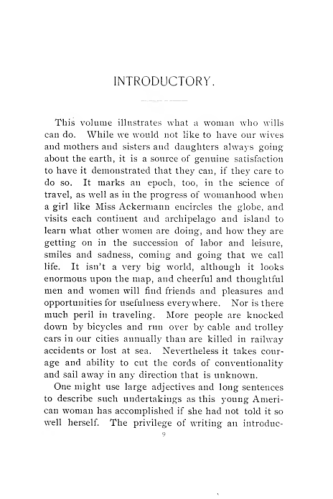 INTRODUCTORY.
This volume illustrates what a woman who wills
can do. While we would not like to have our wives
and mothers and sisters and daughters always going
about the earth, it is a source of genuine satisfaction
to have it demonstrated that they can, if they care to
do so. It marks an epoch, too, in the science of
travel, as well as in the progress of womanhood when
a girl like Miss Ackermann encircles the globe, and
visits each continent and archipelago and island to
learn what other women are doing, and how they are
getting on in the succession of labor and leisure,
smiles and sadness, coming and going that we call
life. It isn't a very big world, although it looks
enormous upon the map, and cheerful and thoughtful
men and women will find friends and pleasures and
opportunities for usefulness everywhere. Nor is there
much peril in traveling. More people are knocked
down by bicycles and run over by cable and trolley
cars in our cities annually than are killed in railway
accidents or lost at sea. Nevertheless it takes cour-
age and ability to cut the cords of conventionality
and sail away in any direction that is unknown.
One might use large adjectives and long sentences
to describe such undertakings as this young Ameri-
can woman has accomplished if she had not told it so
well herself. The privilege of writing an introduc-
9